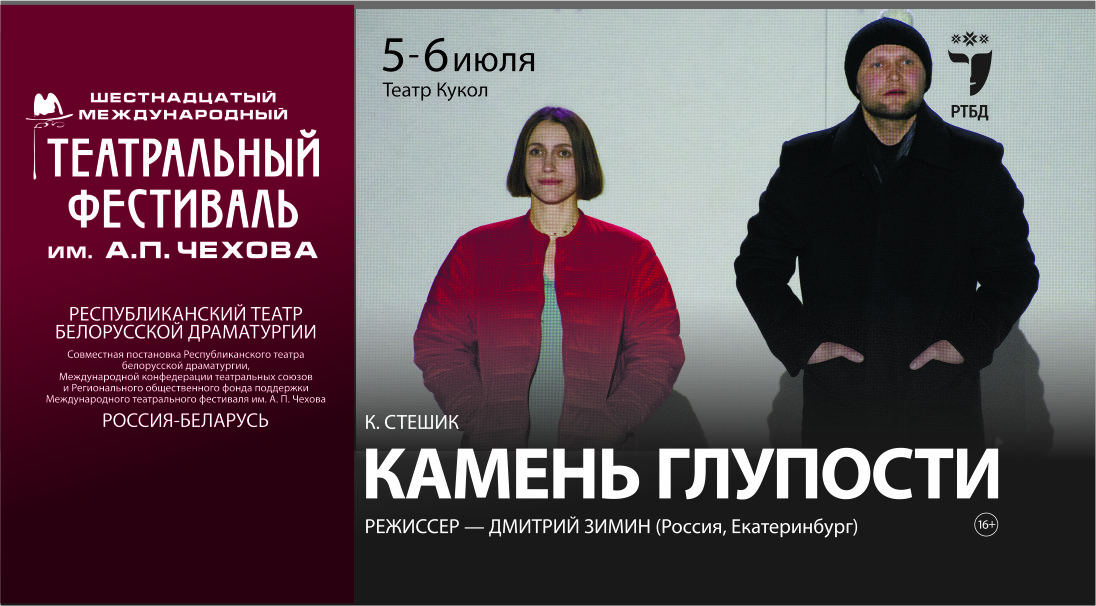 ШЕСТНАДЦАТЫЙ
МЕЖДУНАРОДНЫЙ
ТЕАТРАЛЬНЫЙ
ФЕСТИВАЛЬ
ИМ. А.П. ЧЕХОВА
РЕСПУБЛИКАНСКИЙ ТЕАТР
БЕЛОРУССКОЙ ДРАМАТУРГИИ
Совместная постановка Республиканского театра
белорусской драматургии,
Международной конфедерации театральных союзов
и Регионального общественного фонда поддержки
Международного театрального фестиваля им. А. П. Чехова
РОССИЯ-БЕЛАРУСЬ
5-6 июля
Театр Кукол
РТБД
К. СТЕШИК
КАМЕНЬ ГЛУПОСТИ
РЕЖИССЕР — ДМИТРИЙ ЗИМИН (Россия, Екатеринбург)
16+